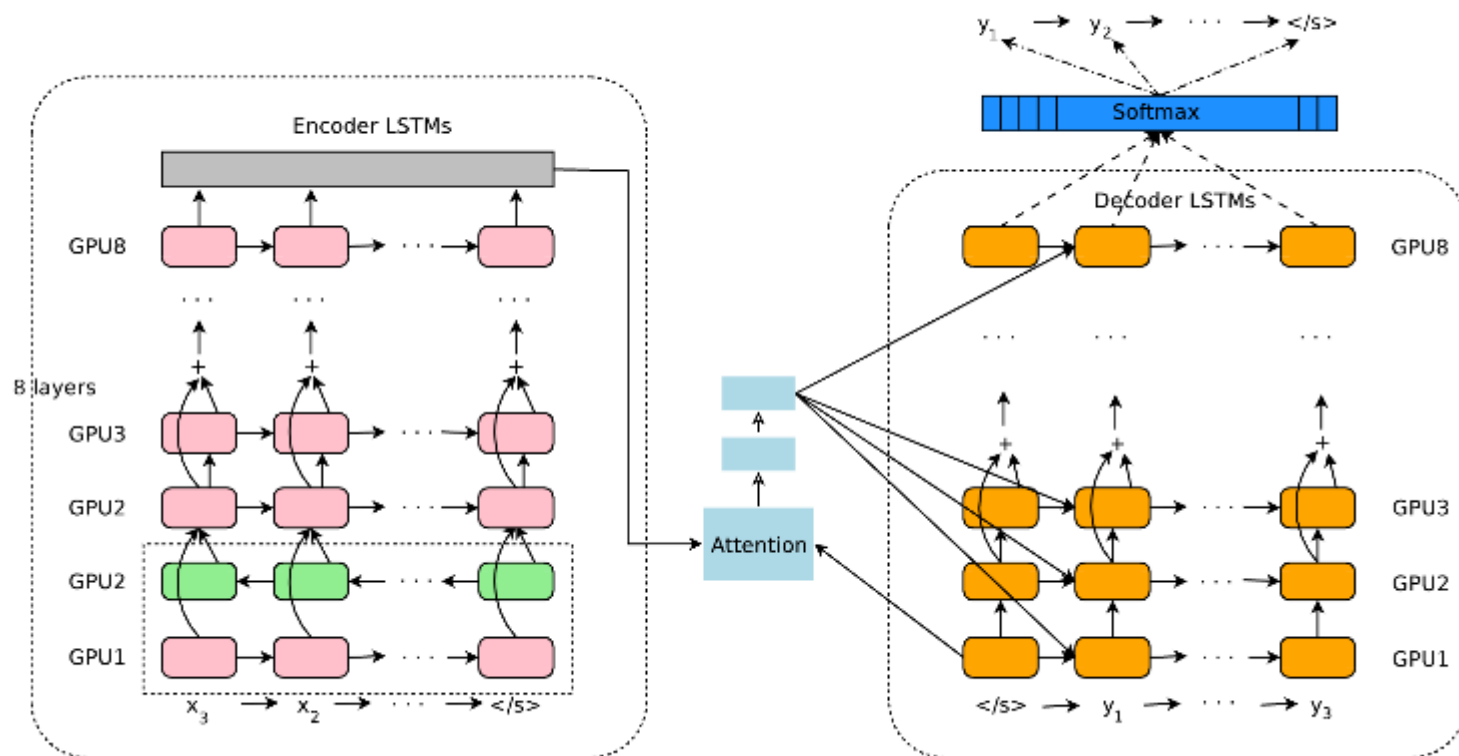 y1 y2 ... </s>
Softmax
Encoder LSTMs
Decoder LSTMs
GPU8 ... GPU8
... ... ...
... ... ...
+ + +
8 layers
+ + +
GPU3 ...
GPU2 ... ... GPU3
Attention
GPU2 ... ... GPU2
GPU1 ... ... GPU1
x3 x2 ... </s>
</s> y1 ... y3